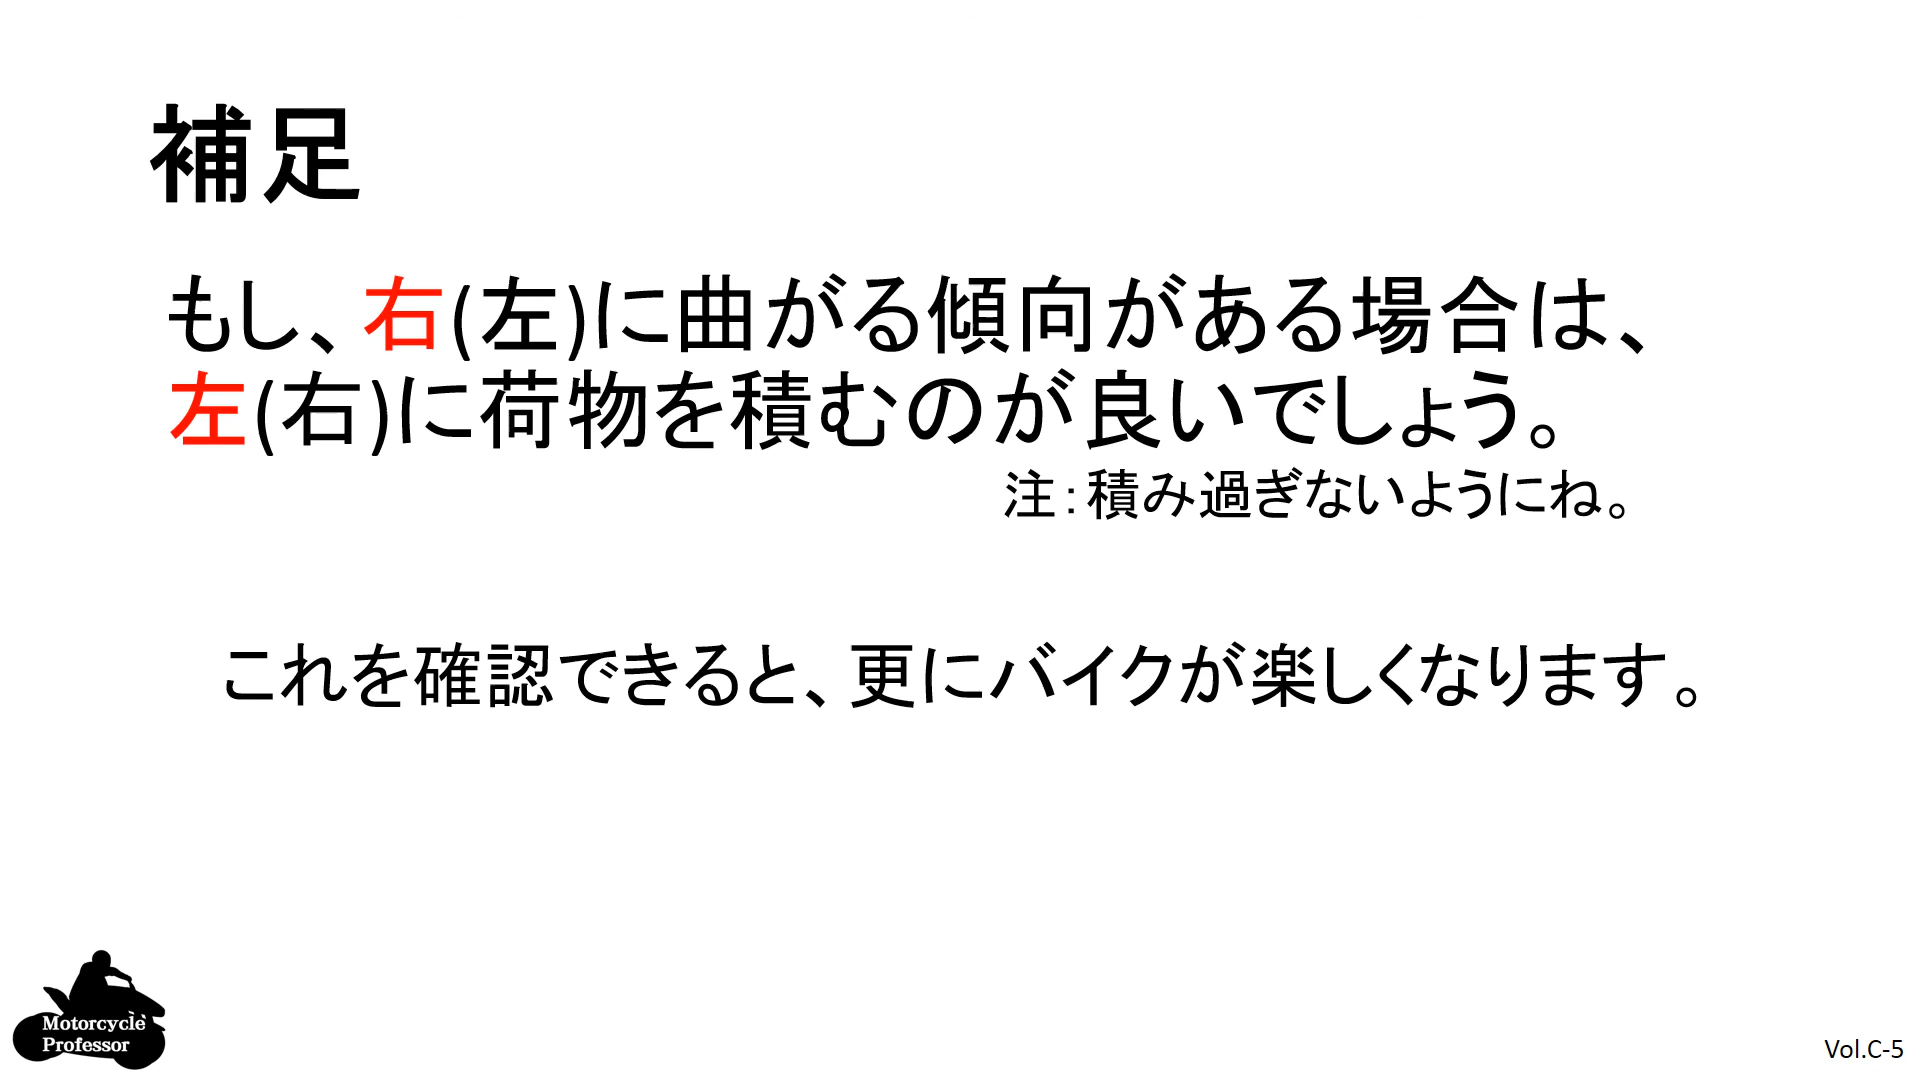 補足
もし、右(左)に曲がる傾向がある場合は、
左(右)に荷物を積むのが良いでしょう。
注：積み過ぎないようにね。
これを確認できると、更にバイクが楽しくなります。
Motorcycle
Professor
Vol.C-5